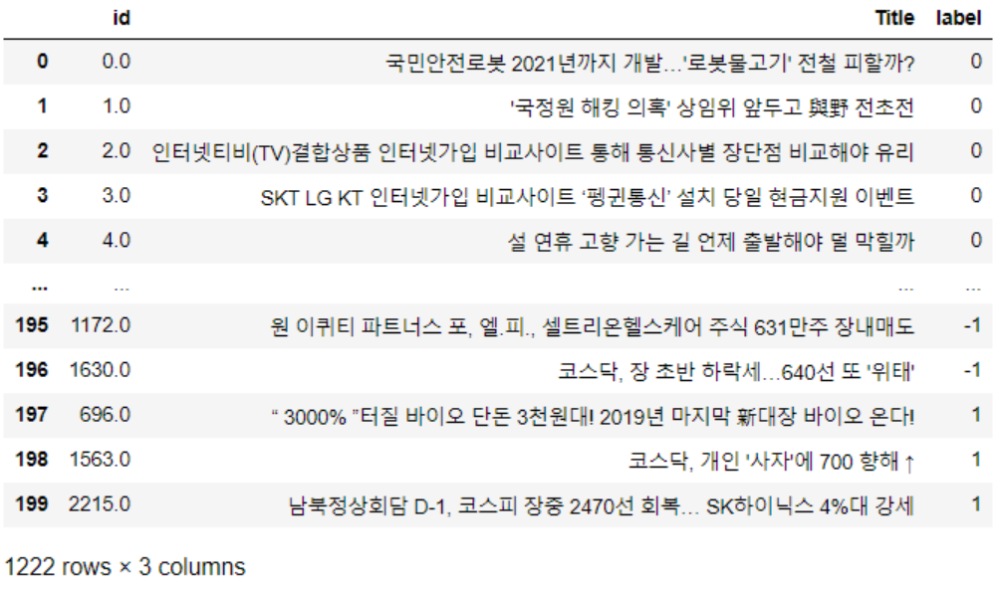 id Title label
0 0.0 국민안전로봇 2021년까지 개발…'로봇물고기' 전철 피할까? 0
1 1.0 '국정원 해킹 의혹' 상임위 앞두고 與野 전초전 0
2 2.0 인터넷티비(TV)결합상품 인터넷가입 비교사이트 통해 통신사별 장단점 비교해야 유리 0
3 3.0 SKT LG KT 인터넷가입 비교사이트 ‘펭귄통신’ 설치 당일 현금지원 이벤트 0
4 4.0 설 연휴 고향 가는 길 언제 출발해야 덜 막힐까 0
... ... ... ...
195 1172.0 원 이퀴티 파트너스 포, 엘.피., 셀트리온헬스케어 주식 631만주 장내매도 -1
196 1630.0 코스닥, 장 초반 하락세…640선 또 '위태' -1
197 696.0 “ 3000% ”터질 바이오 단돈 3천원대! 2019년 마지막 新대장 바이오 온다! 1
198 1563.0 코스닥, 개인 '사자'에 700 향해↑ 1
199 2215.0 남북정상회담 D-1, 코스피 장중 2470선 회복… SK하이닉스 4%대 강세 1
1222 rows × 3 columns